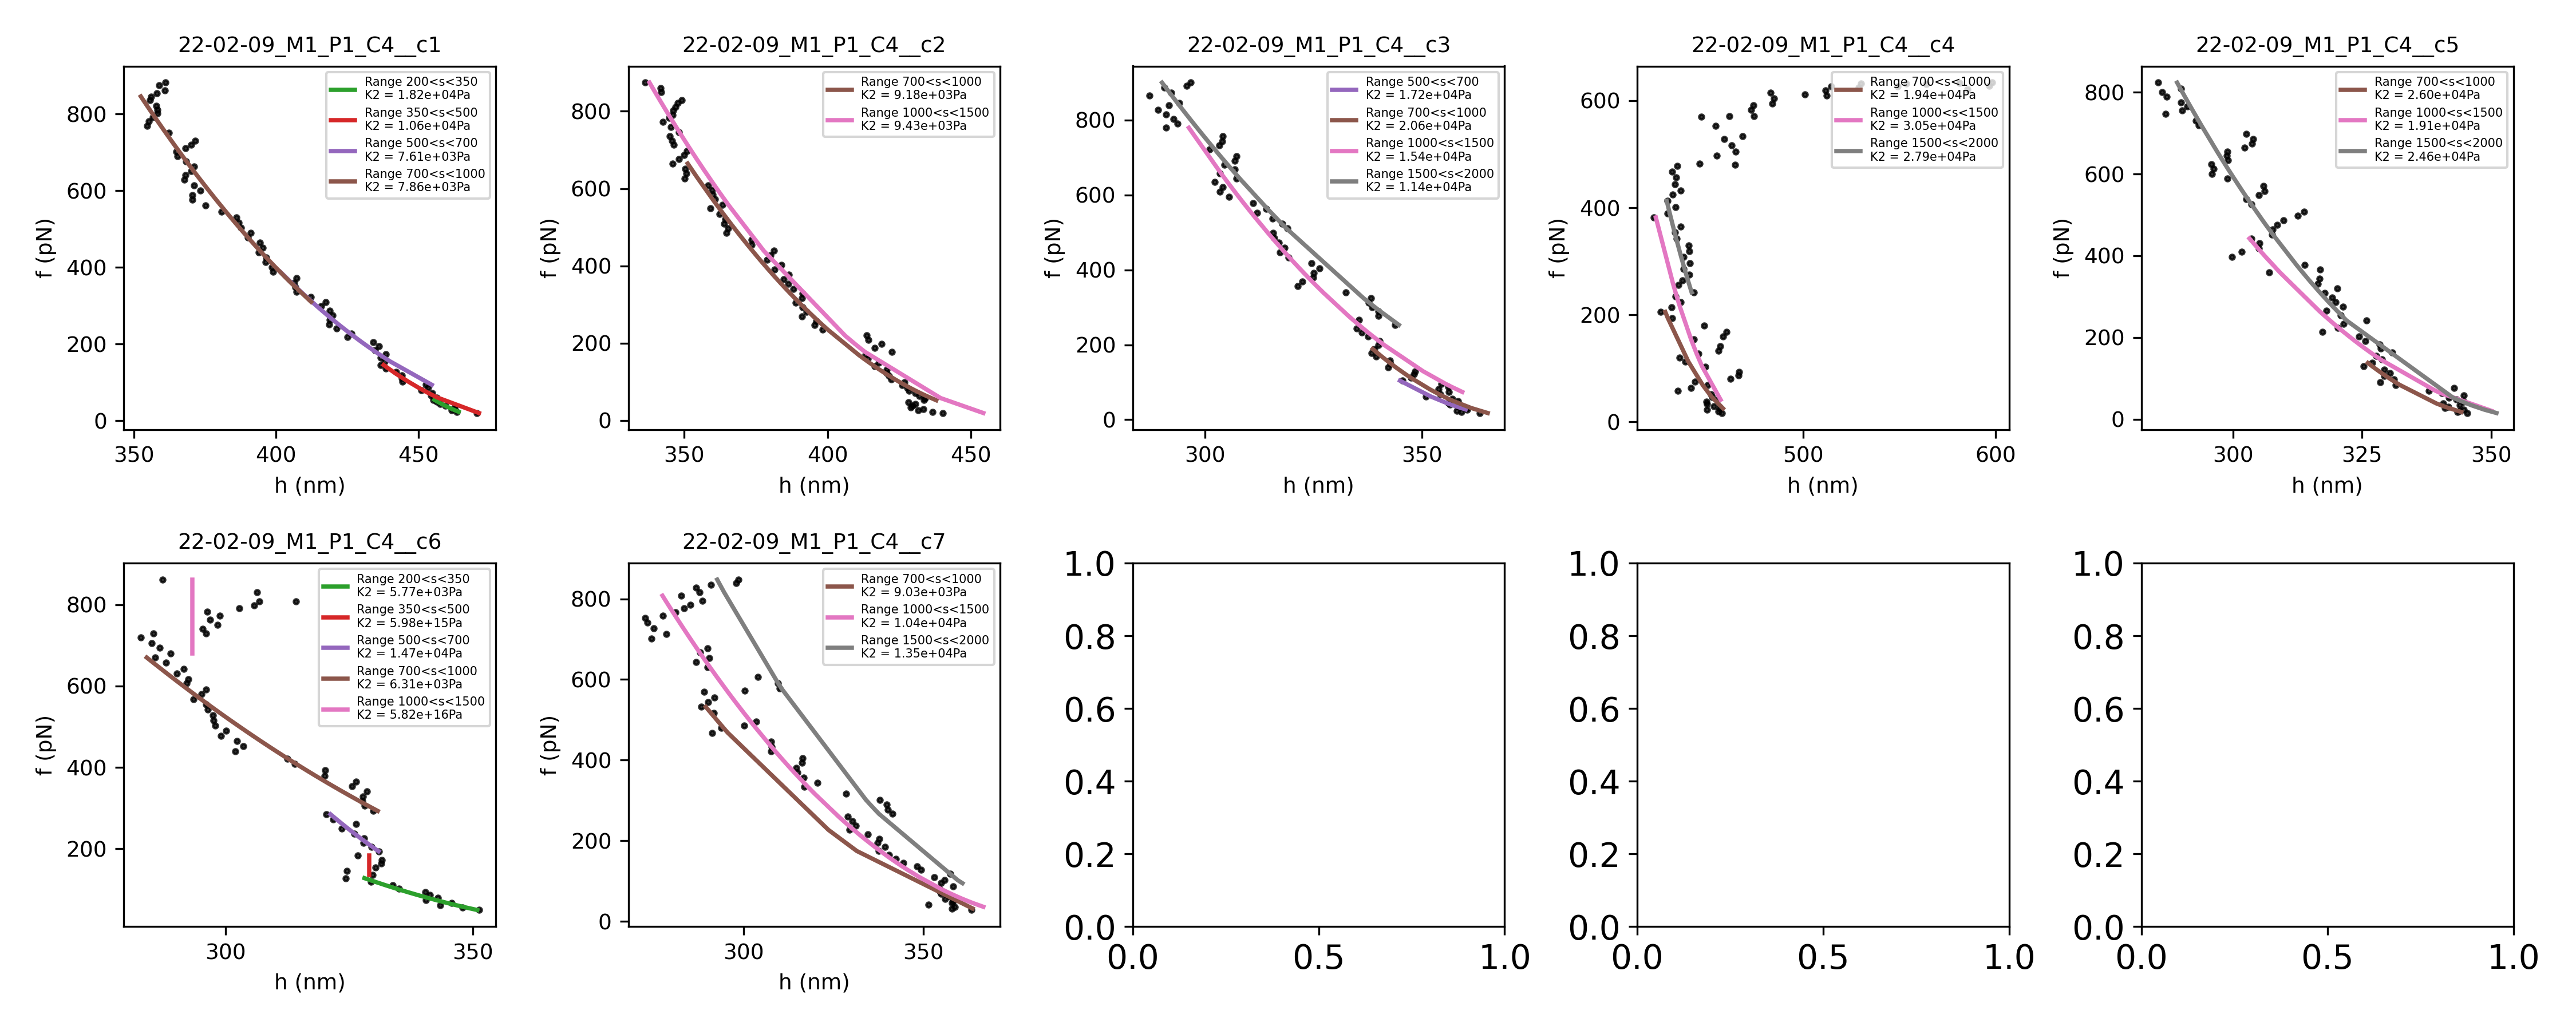 22-02-09_M1_P1_C4__c1
22-02-09_M1_P1_C4__c2
22-02-09_M1_P1_C4__c3
22-02-09_M1_P1_C4__c4
22-02-09_M1_P1_C4__c5
f (pN)
800
600
400
200
0
Range 200<s<350
K2 = 1.82e+04Pa
Range 350<s<500
K2 = 1.06e+04Pa
Range 500<s<700
K2 = 7.61e+03Pa
Range 700<s<1000
K2 = 7.86e+03Pa
350 400 450
h (nm)
f (pN)
800
600
400
200
0
Range 700<s<1000
K2 = 9.18e+03Pa
Range 1000<s<1500
K2 = 9.43e+03Pa
350 400 450
h (nm)
f (pN)
800
600
400
200
0
Range 500<s<700
K2 = 1.72e+04Pa
Range 700<s<1000
K2 = 2.06e+04Pa
Range 1000<s<1500
K2 = 1.54e+04Pa
Range 1500<s<2000
K2 = 1.14e+04Pa
300 350
h (nm)
f (pN)
600
400
200
0
Range 700<s<1000
K2 = 1.94e+04Pa
Range 1000<s<1500
K2 = 3.05e+04Pa
Range 1500<s<2000
K2 = 2.79e+04Pa
500 600
h (nm)
f (pN)
800
600
400
200
0
Range 700<s<1000
K2 = 2.60e+04Pa
Range 1000<s<1500
K2 = 1.91e+04Pa
Range 1500<s<2000
K2 = 2.46e+04Pa
300 325 350
h (nm)
22-02-09_M1_P1_C4__c6
22-02-09_M1_P1_C4__c7
f (pN)
800
600
400
200
Range 200<s<350
K2 = 5.77e+03Pa
Range 350<s<500
K2 = 5.98e+15Pa
Range 500<s<700
K2 = 1.47e+04Pa
Range 700<s<1000
K2 = 6.31e+03Pa
Range 1000<s<1500
K2 = 5.82e+16Pa
300 350
h (nm)
f (pN)
800
600
400
200
0
Range 700<s<1000
K2 = 9.03e+03Pa
Range 1000<s<1500
K2 = 1.04e+04Pa
Range 1500<s<2000
K2 = 1.35e+04Pa
300 350
h (nm)
1.0
0.8
0.6
0.4
0.2
0.0
0.0 0.5 1.0
1.0
0.8
0.6
0.4
0.2
0.0
0.0 0.5 1.0
1.0
0.8
0.6
0.4
0.2
0.0
0.0 0.5 1.0